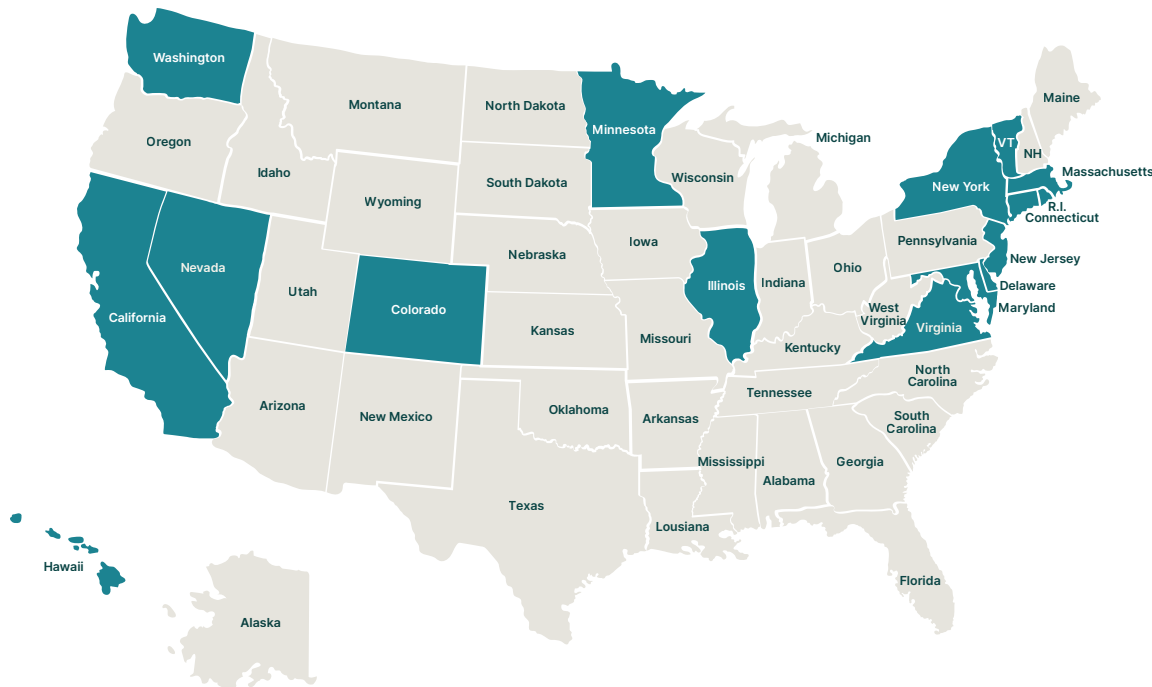 Washington
Maine
Montana
North Dakota
Minnesota
Michigan
Oregon
VT
NH
Idaho
Massachusetts
Wisconsin
South Dakota
New York
Wyoming
R.I.
Connecticut
Iowa
Pennsylvania
Nebraska
New Jersey
Nevada
Ohio
Indiana
Illinois
Delaware
Utah
Colorado
West
Virginia
Maryland
California
Virginia
Kansas
Missouri
Kentucky
North
Carolina
Tennessee
Arizona
Oklahoma
New Mexico
Arkansas
South
Carolina
Mississippi
Georgia
Alabama
Texas
Lousiana
Hawaii
Florida
Alaska